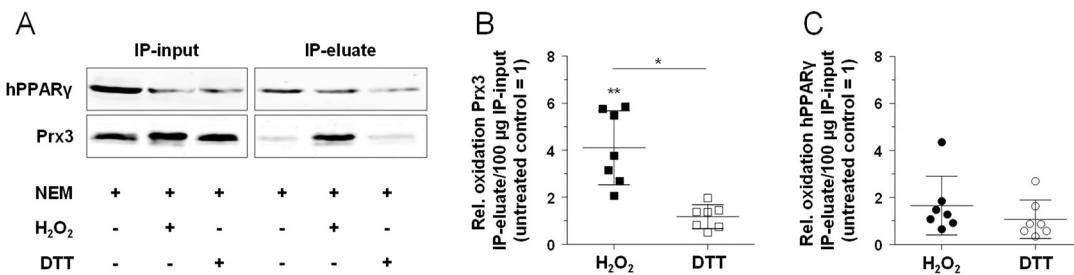 A
IP-input IP-eluate
hPPARγ
Prx3
NEM + + + + + +
H₂O₂ - + - - + -
DTT - - + - - +
B
Rel. oxidation Prx3
IP-eluate/100 µg IP-input
(untreated control = 1)
8
6
4
2
0
*
**
H₂O₂ DTT
C
Rel. oxidation hPPARγ
IP-eluate/100 µg IP-input
(untreated control = 1)
8
6
4
2
0
H₂O₂ DTT